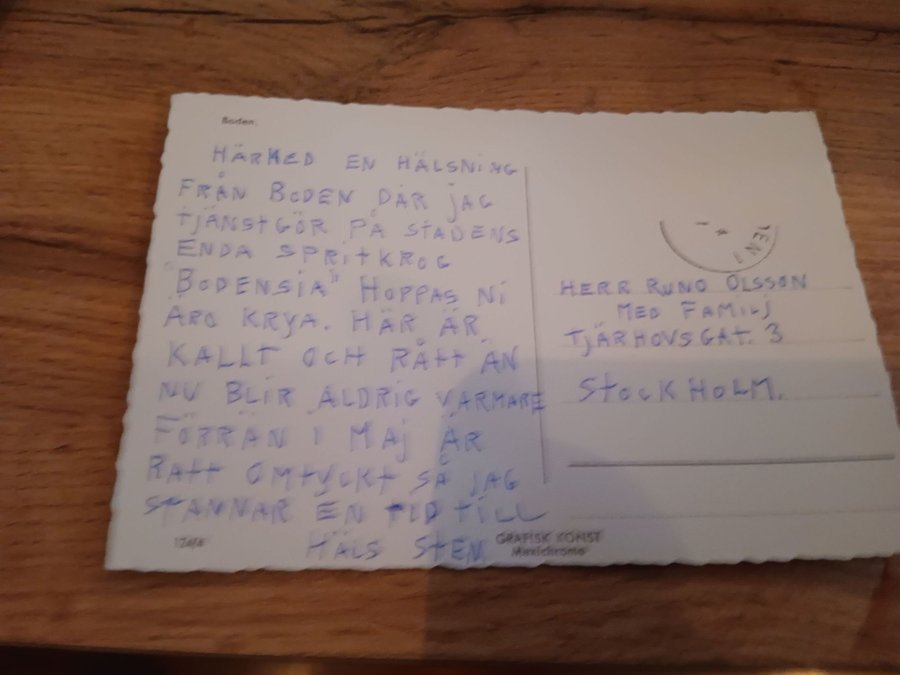 Boden.
HÄRMED EN HÄLSNING
FRÅN BODEN DÄR JAG
TJÄNSTGÖR PÅ STADENS
ENDA SPRITKROG
"BODENSIA" HOPPAS NI
ÄRO KRYA. HÄR ÄR
KALLT OCH RÅTT ÄN
NU BLIR ALDRIG VARMARE
FÖRRÄN I MAJ ÄR
RÄTT OMTYCKT SÅ JAG
STANNAR EN TID TILL
HÄLS STEN
HERR RUNO OLSSON
MED FAMILJ
TJÄRHOVSGAT. 3
STOCKHOLM.
GRAFISK KONST
Maxichrome